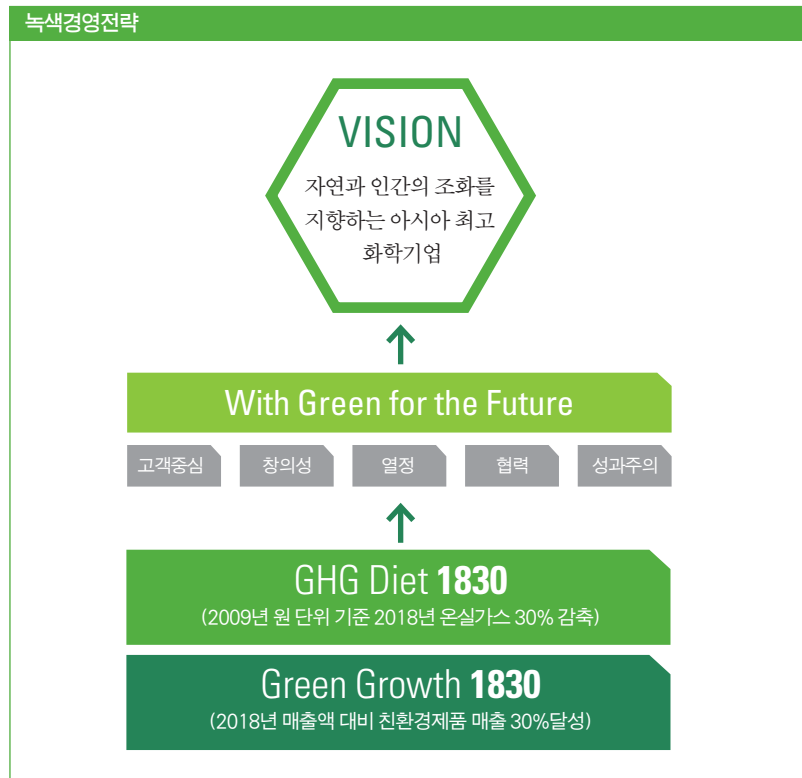 녹색경영전략
VISION
자연과 인간의 조화를
지향하는 아시아 최고
화학기업
With Green for the Future
고객중심 창의성 열정 협력 성과주의
GHG Diet 1830
(2009년 원 단위 기준 2018년 온실가스 30% 감축)
Green Growth 1830
(2018년 매출액 대비 친환경제품 매출 30%달성)